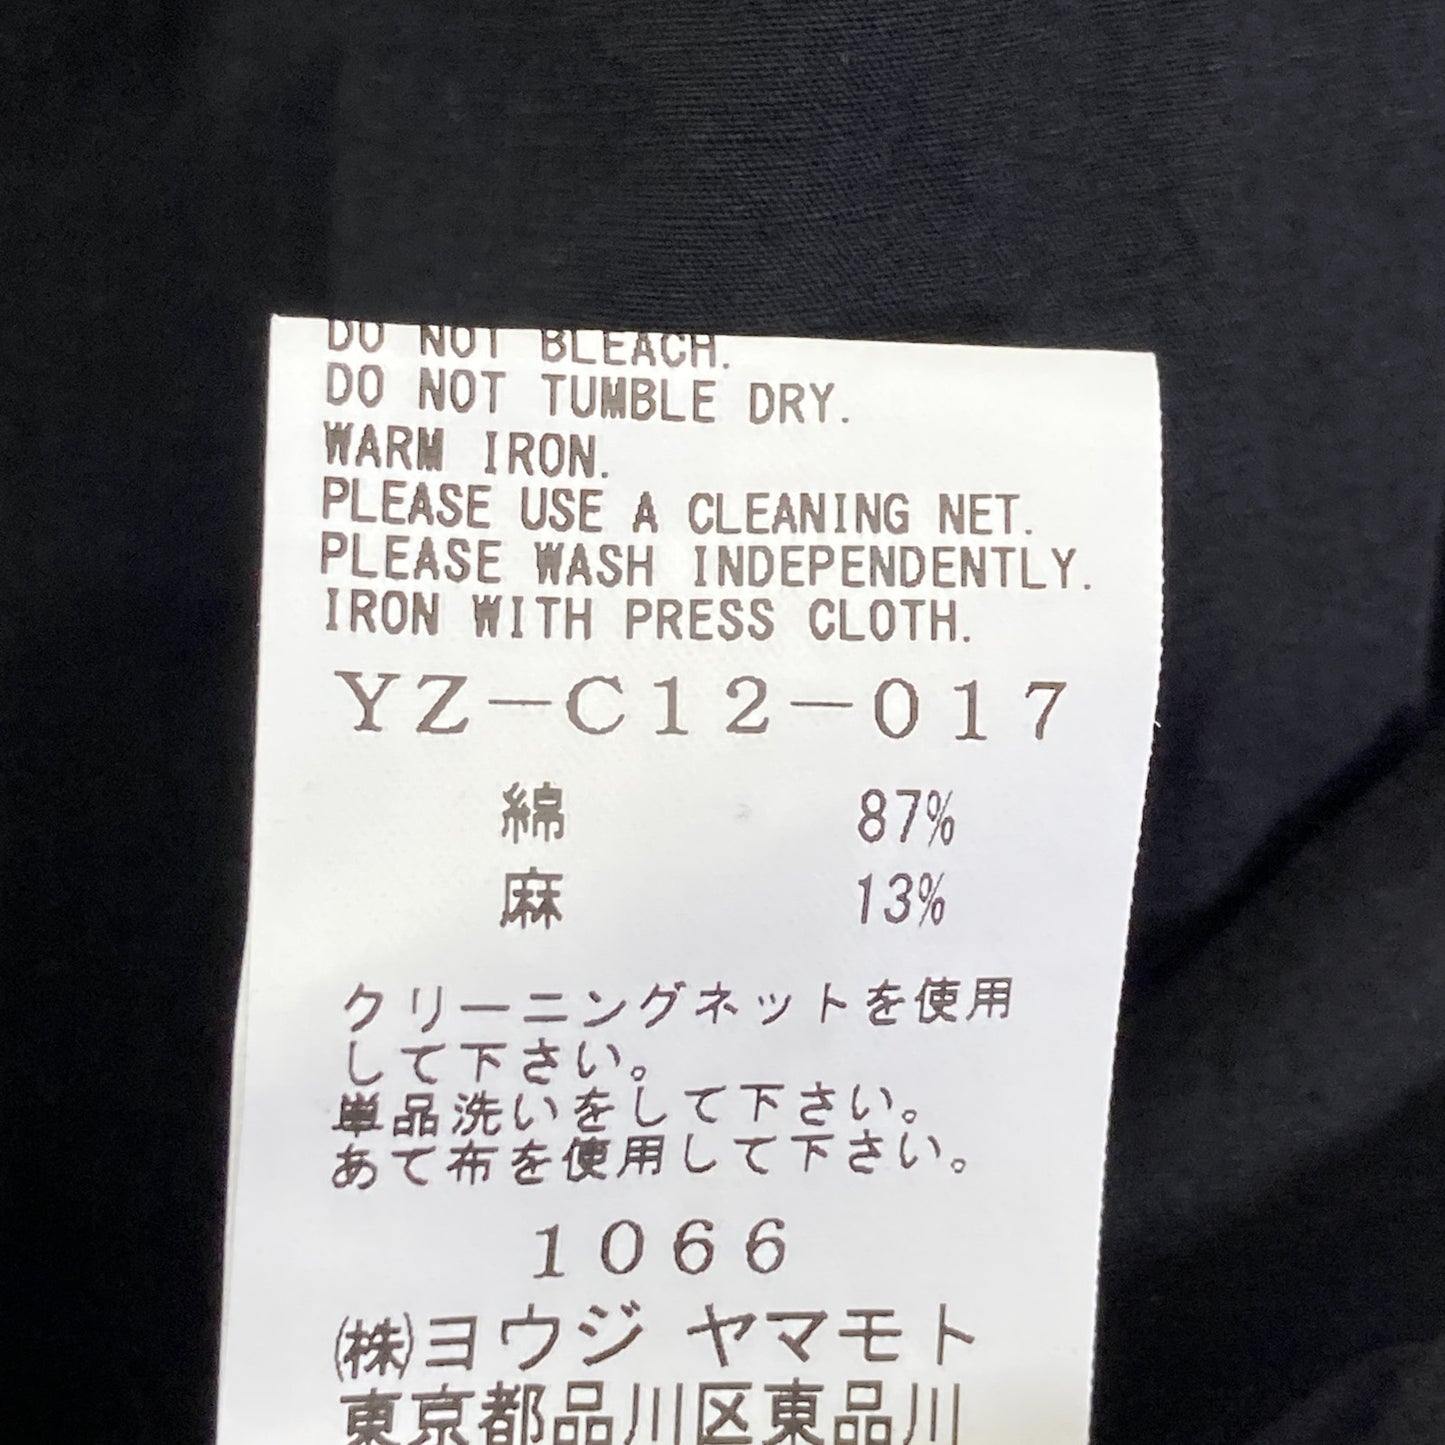 DO NOT BLEACH.
DO NOT TUMBLE DRY.
WARM IRON.
PLEASE USE A CLEANING NET.
PLEASE WASH INDEPENDENTLY.
IRON WITH PRESS CLOTH.
YZ-C12-017
綿 87%
麻 13%
クリーニングネットを使用
して下さい。
単品洗いをして下さい。
あて布を使用して下さい。
1066
(株)ヨウジ ヤマモト
東京都品川区東品川